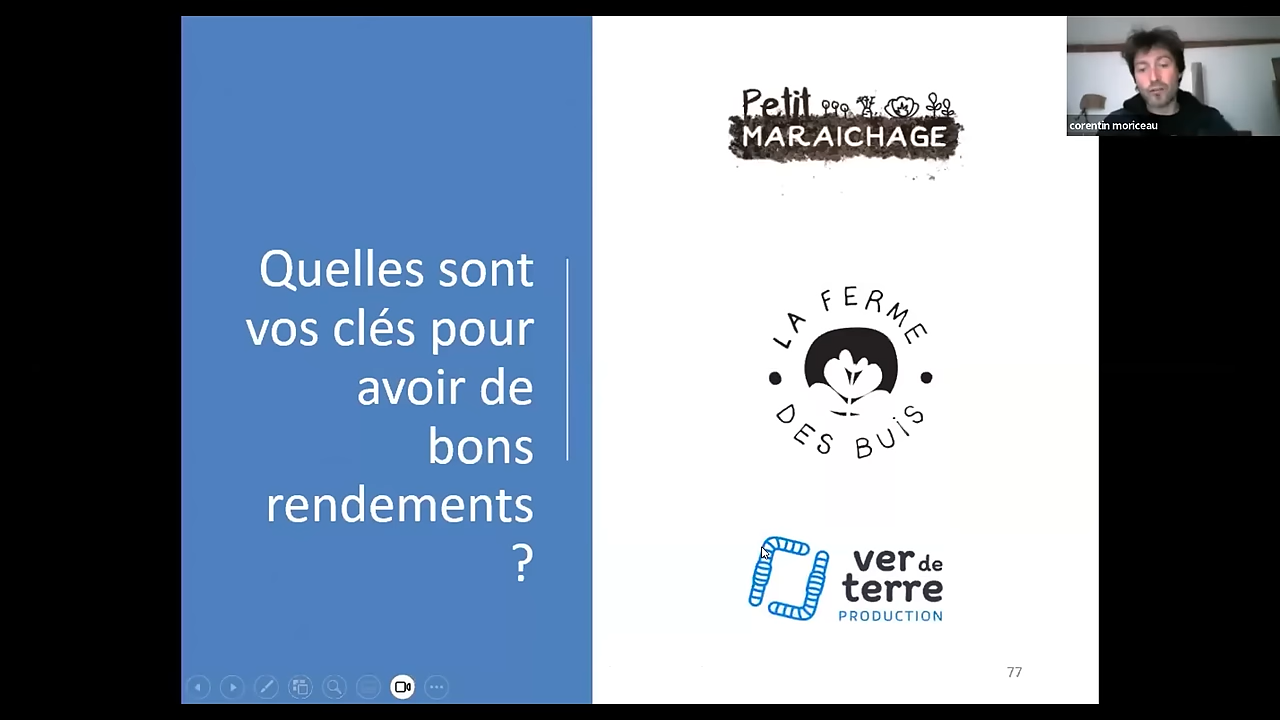 Quelles sont
vos clés pour
avoir de
bons
rendements
?
Petit
MARAICHAGE
LA FERME
DES BUIS
ver de
terre
PRODUCTION
77
corentin moriceau